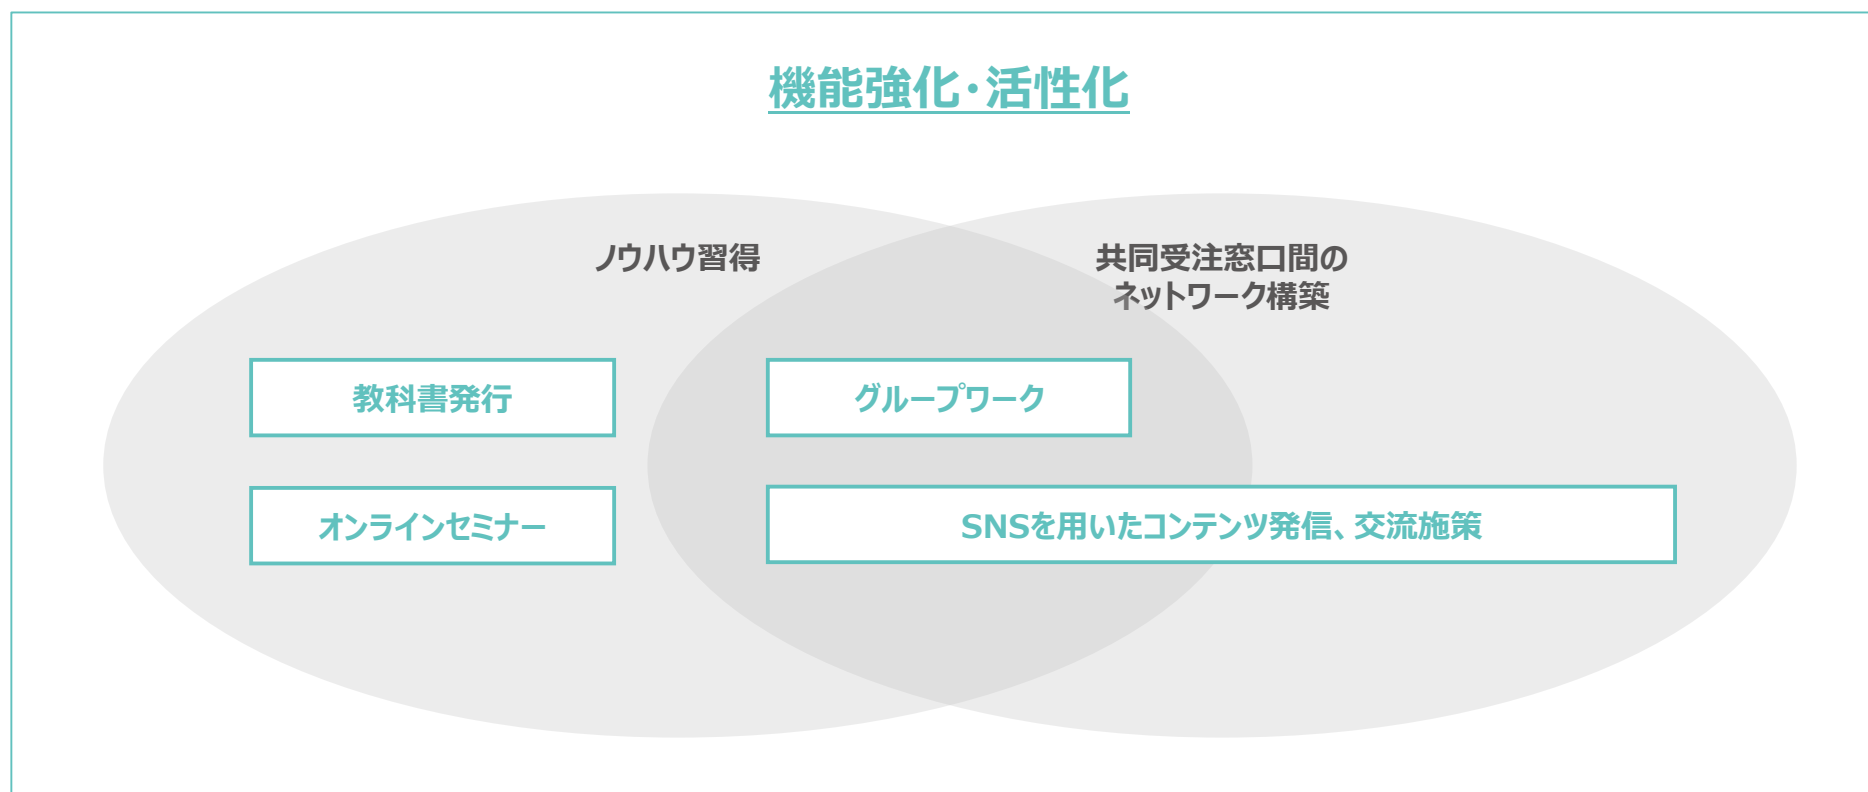 機能強化・活性化
ノウハウ習得
共同受注窓口間の
ネットワーク構築
教科書発行
グループワーク
オンラインセミナー
SNSを用いたコンテンツ発信、交流施策